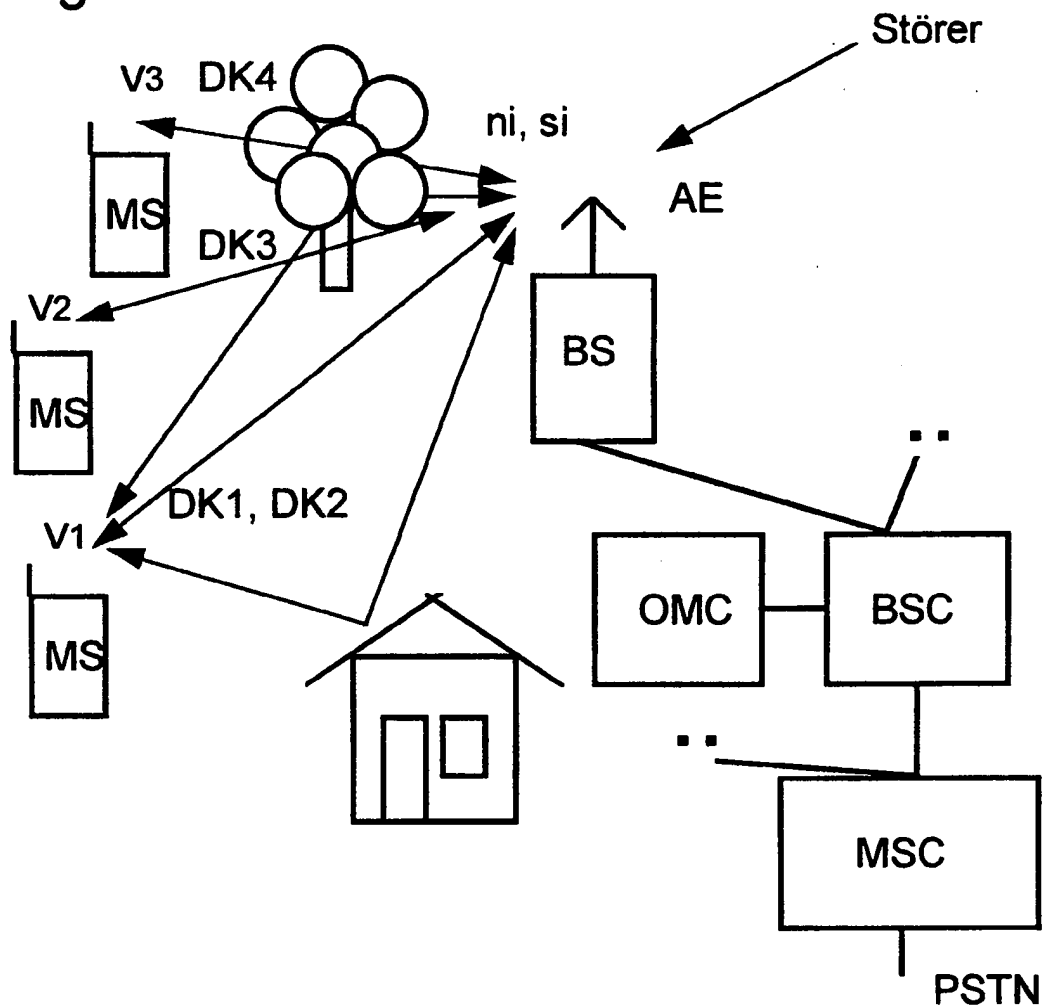 Störer
V3 DK4
ni, si
MS
AE
DK3
V2
BS
MS
DK1, DK2
V1
OMC
BSC
MS
MSC
PSTN